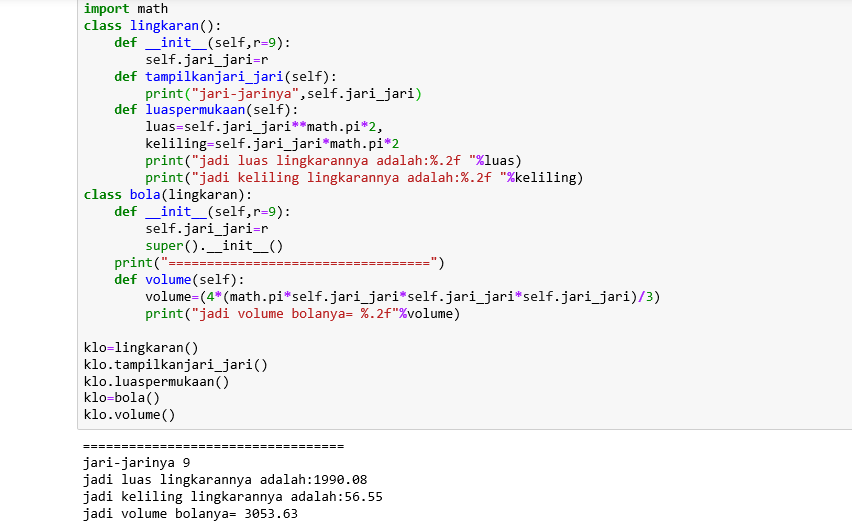 import math
class lingkaran():
    def __init__(self,r=9):
        self.jari_jari=r
    def tampilkanjari_jari(self):
        print("jari-jarinya",self.jari_jari)
    def luaspermukaan(self):
        luas=self.jari_jari**math.pi*2,
        keliling=self.jari_jari*math.pi*2
        print("jadi luas lingkarannya adalah:%.2f "%luas)
        print("jadi keliling lingkarannya adalah:%.2f "%keliling)
class bola(lingkaran):
    def __init__(self,r=9):
        self.jari_jari=r
        super().__init__()
    print("==================================")
    def volume(self):
        volume=(4*(math.pi*self.jari_jari*self.jari_jari*self.jari_jari)/3)
        print("jadi volume bolanya= %.2f"%volume)

klo=lingkaran()
klo.tampilkanjari_jari()
klo.luaspermukaan()
klo=bola()
klo.volume()
==================================
jari-jarinya 9
jadi luas lingkarannya adalah:1990.08
jadi keliling lingkarannya adalah:56.55
jadi volume bolanya= 3053.63